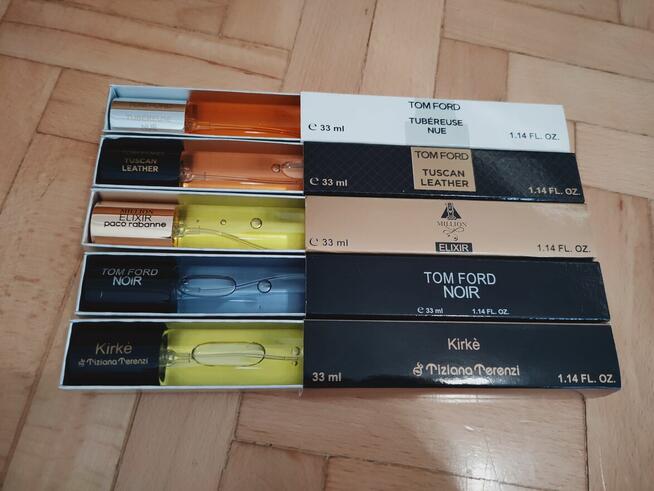 TUBÉREUSE
NUE
TOM FORD
TUBÉREUSE
NUE
℮ 33 ml
1.14 FL. OZ.
TUSCAN
LEATHER
TOM FORD
TUSCAN
LEATHER
℮ 33 ml
1.14 FL. OZ.
MILLION
ELIXIR
paco rabanne
MILLION
ELIXIR
℮ 33 ml
1.14 FL. OZ.
TOM FORD
NOIR
TOM FORD
NOIR
℮ 33 ml
1.14 FL. OZ.
Kirkè
Tiziana Terenzi
Kirkè
Tiziana Terenzi
33 ml
1.14 FL. OZ.